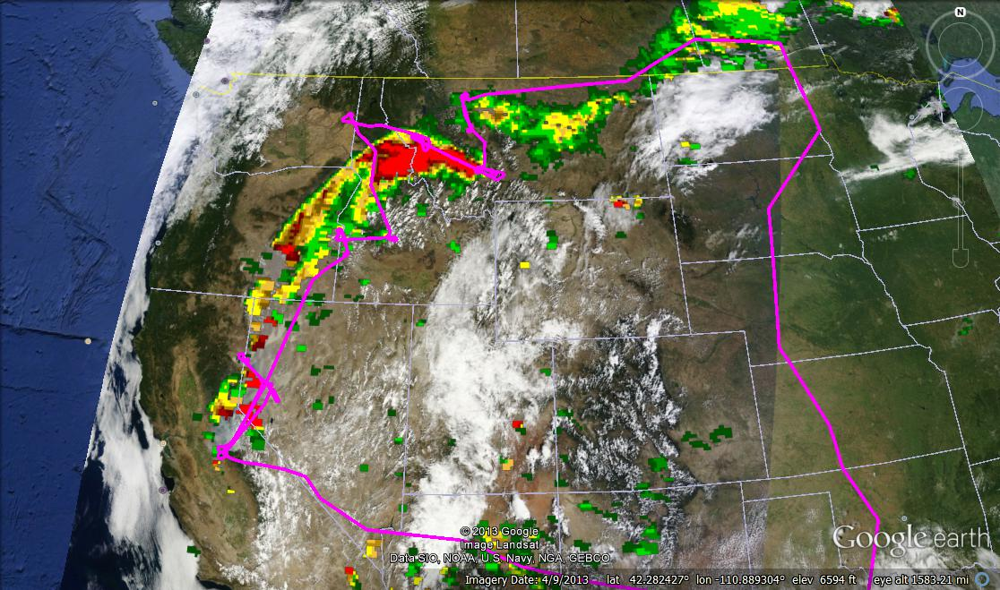 N
© 2013 Google
Image Landsat
Data SIO, NOAA, U.S. Navy, NGA, GEBCO
Google earth
Imagery Date: 4/9/2013 lat 42.282427° lon -110.889304° elev 6594 ft eye alt 1583.21 mi